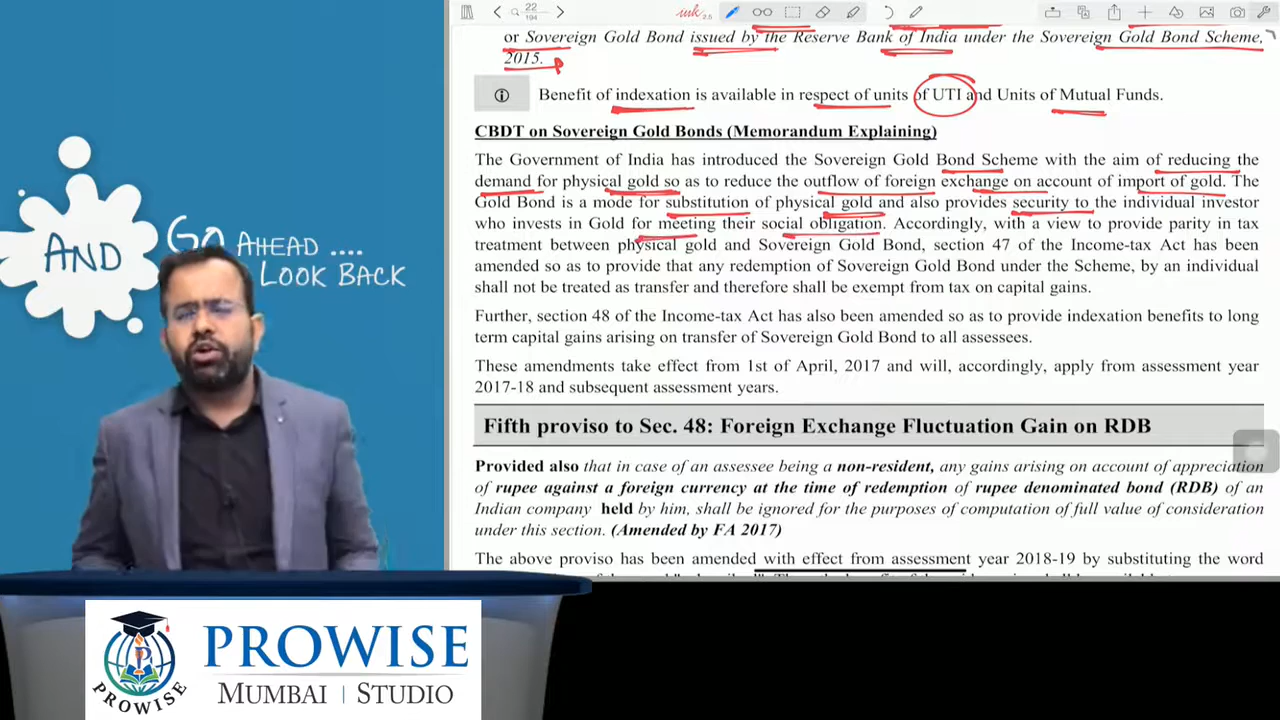 22
194
ink 2.5
or Sovereign Gold Bond issued by the Reserve Bank of India under the Sovereign Gold Bond Scheme,
2015.
Benefit of indexation is available in respect of units of UTI and Units of Mutual Funds.
CBDT on Sovereign Gold Bonds (Memorandum Explaining)
The Government of India has introduced the Sovereign Gold Bond Scheme with the aim of reducing the
demand for physical gold so as to reduce the outflow of foreign exchange on account of import of gold. The
Gold Bond is a mode for substitution of physical gold and also provides security to the individual investor
who invests in Gold for meeting their social obligation. Accordingly, with a view to provide parity in tax
treatment between physical gold and Sovereign Gold Bond, section 47 of the Income-tax Act has been
amended so as to provide that any redemption of Sovereign Gold Bond under the Scheme, by an individual
shall not be treated as transfer and therefore shall be exempt from tax on capital gains.
Further, section 48 of the Income-tax Act has also been amended so as to provide indexation benefits to long
term capital gains arising on transfer of Sovereign Gold Bond to all assessees.
These amendments take effect from 1st of April, 2017 and will, accordingly, apply from assessment year
2017-18 and subsequent assessment years.
Fifth proviso to Sec. 48: Foreign Exchange Fluctuation Gain on RDB
Provided also that in case of an assessee being a non-resident, any gains arising on account of appreciation
of rupee against a foreign currency at the time of redemption of rupee denominated bond (RDB) of an
Indian company held by him, shall be ignored for the purposes of computation of full value of consideration
under this section. (Amended by FA 2017)
The above proviso has been amended with effect from assessment year 2018-19 by substituting the word
AND
GO AHEAD ....
LOOK BACK
PROWISE
PROWISE
MUMBAI | STUDIO